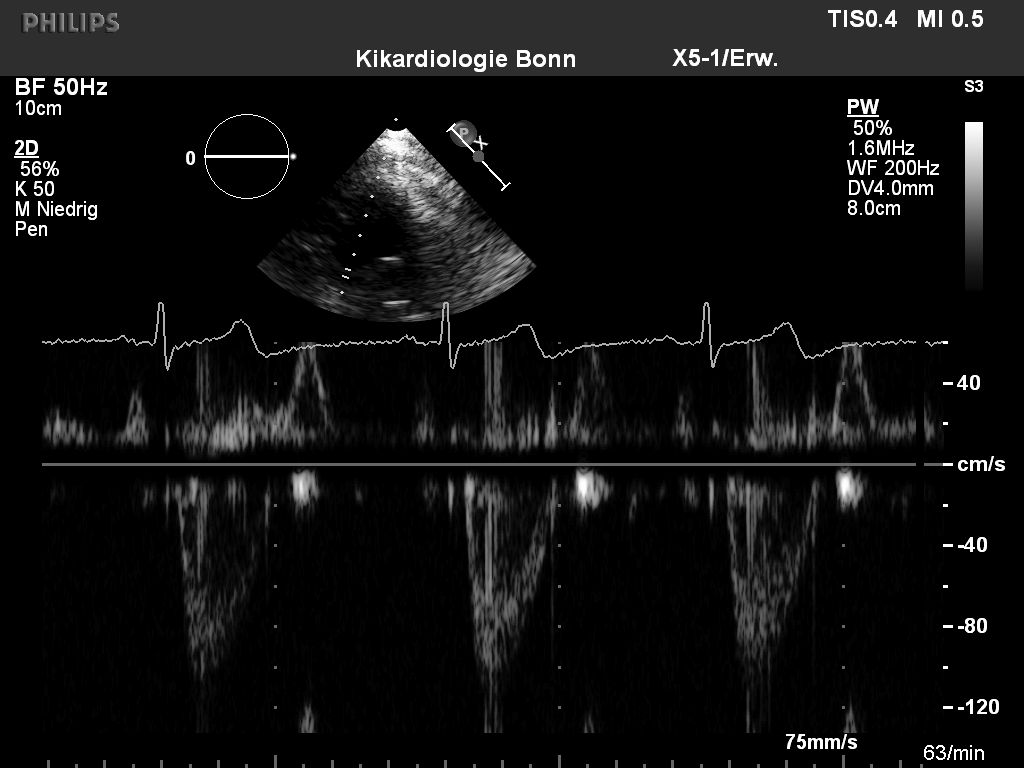 PHILIPS
TIS0.4 MI 0.5
Kikardiologie Bonn
X5-1/Erw.
BF 50Hz
10cm
2D
56%
K 50
M Niedrig
Pen
0
P
X
S3
PW
50%
1.6MHz
WF 200Hz
DV4.0mm
8.0cm
40
cm/s
-40
-80
-120
75mm/s
63/min